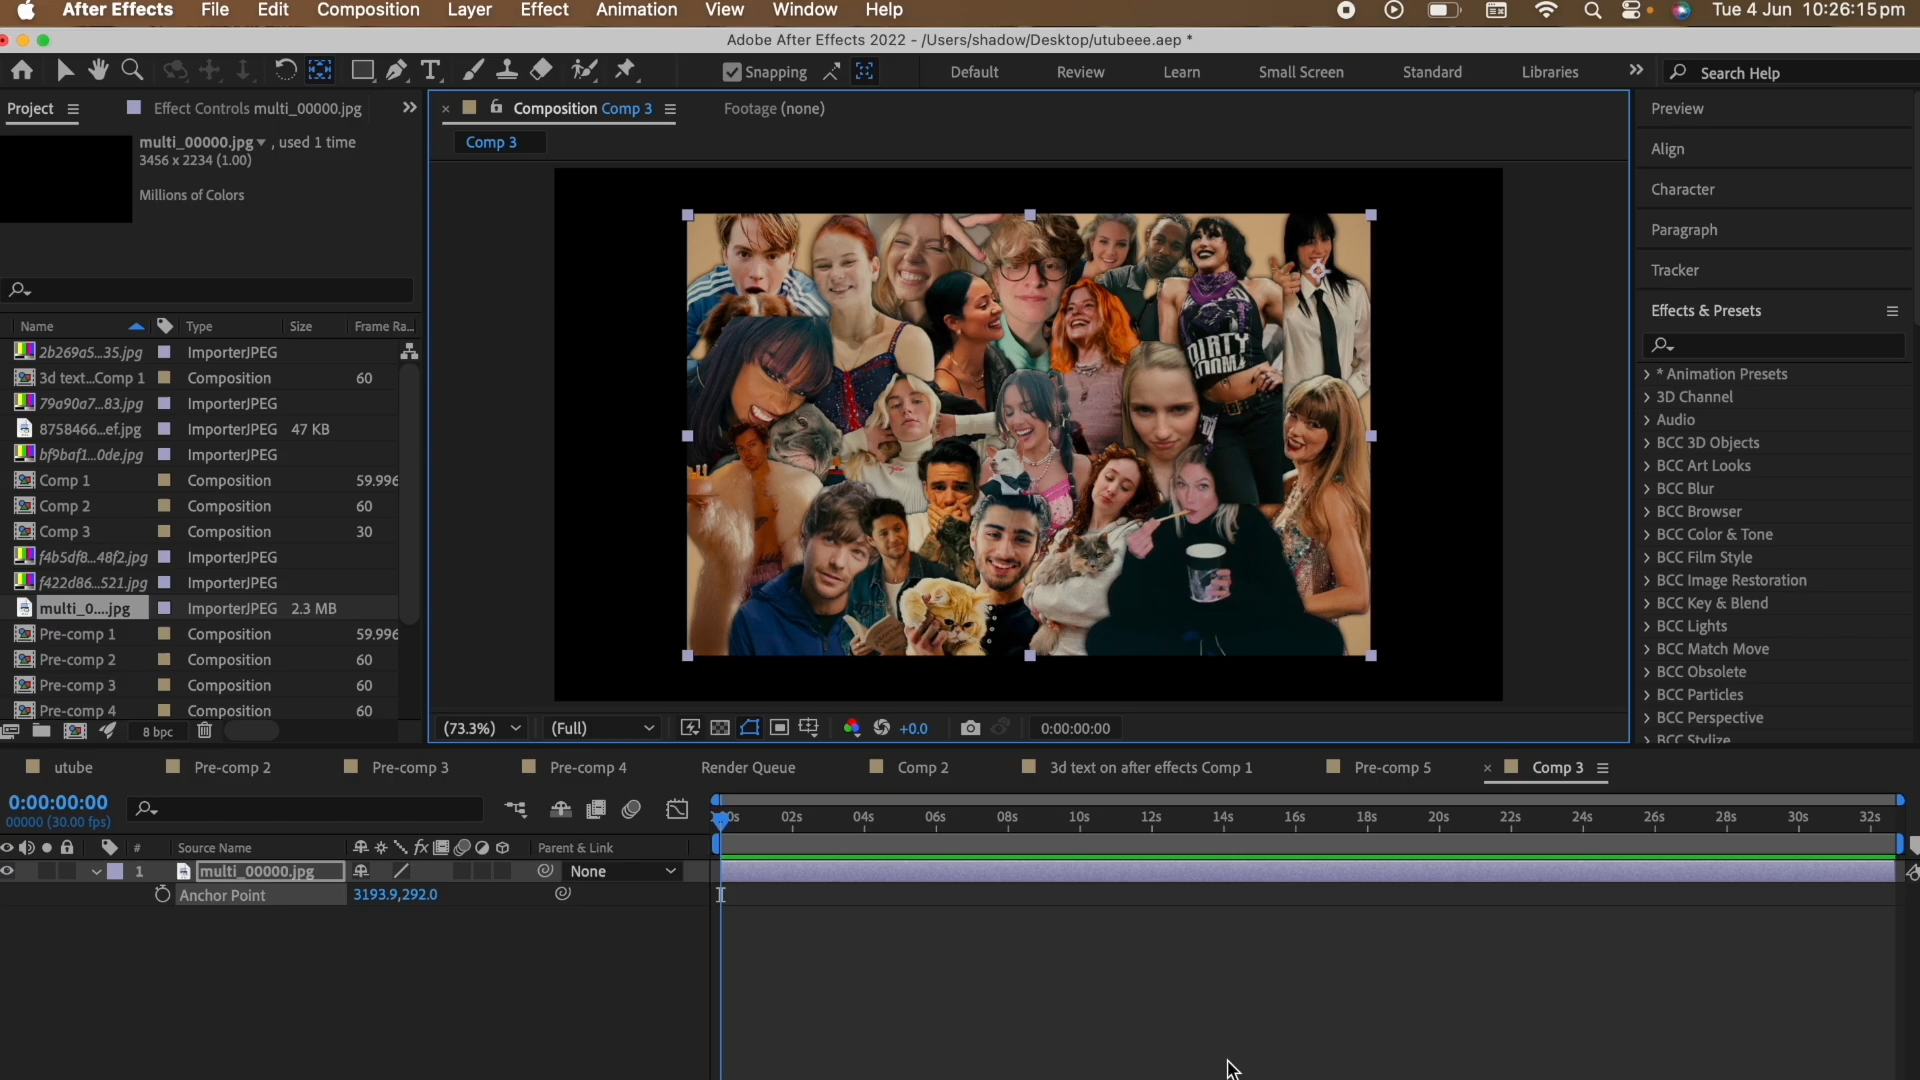 After Effects File Edit Composition Layer Effect Animation View Window Help Tue 4 Jun 10:26:15pm
Adobe After Effects 2022 - /Users/shadow/Desktop/utubeee.aep *
Snapping Default Review Learn Small Screen Standard Libraries Search Help
Project Effect Controls multi_00000.jpg
multi_00000.jpg , used 1 time
3456 x 2234 (1.00)
Millions of Colors
Name Type Size Frame Ra...
2b269a5...35.jpg ImporterJPEG
3d text...Comp 1 Composition 60
79a90a7...83.jpg ImporterJPEG
8758466...ef.jpg ImporterJPEG 47 KB
bf9baf1...0de.jpg ImporterJPEG
Comp 1 Composition 59.996
Comp 2 Composition 60
Comp 3 Composition 30
f4b5df8...48f2.jpg ImporterJPEG
f422d86...521.jpg ImporterJPEG
multi_0....jpg ImporterJPEG 2.3 MB
Pre-comp 1 Composition 59.996
Pre-comp 2 Composition 60
Pre-comp 3 Composition 60
Pre-comp 4 Composition 60
8 bpc
Composition Comp 3 Footage (none)
Comp 3
DIRTY
(73.3%) (Full) +0.0 0:00:00:00
Preview
Align
Character
Paragraph
Tracker
Effects & Presets
* Animation Presets
3D Channel
Audio
BCC 3D Objects
BCC Art Looks
BCC Blur
BCC Browser
BCC Color & Tone
BCC Film Style
BCC Image Restoration
BCC Key & Blend
BCC Lights
BCC Match Move
BCC Obsolete
BCC Particles
BCC Perspective
BCC Stylize
utube Pre-comp 2 Pre-comp 3 Pre-comp 4 Render Queue Comp 2 3d text on after effects Comp 1 Pre-comp 5 Comp 3
0:00:00:00
00000 (30.00 fps)
02s 04s 06s 08s 10s 12s 14s 16s 18s 20s 22s 24s 26s 28s 30s 32s
# Source Name fx Parent & Link
1 multi_00000.jpg None
Anchor Point 3193.9,292.0